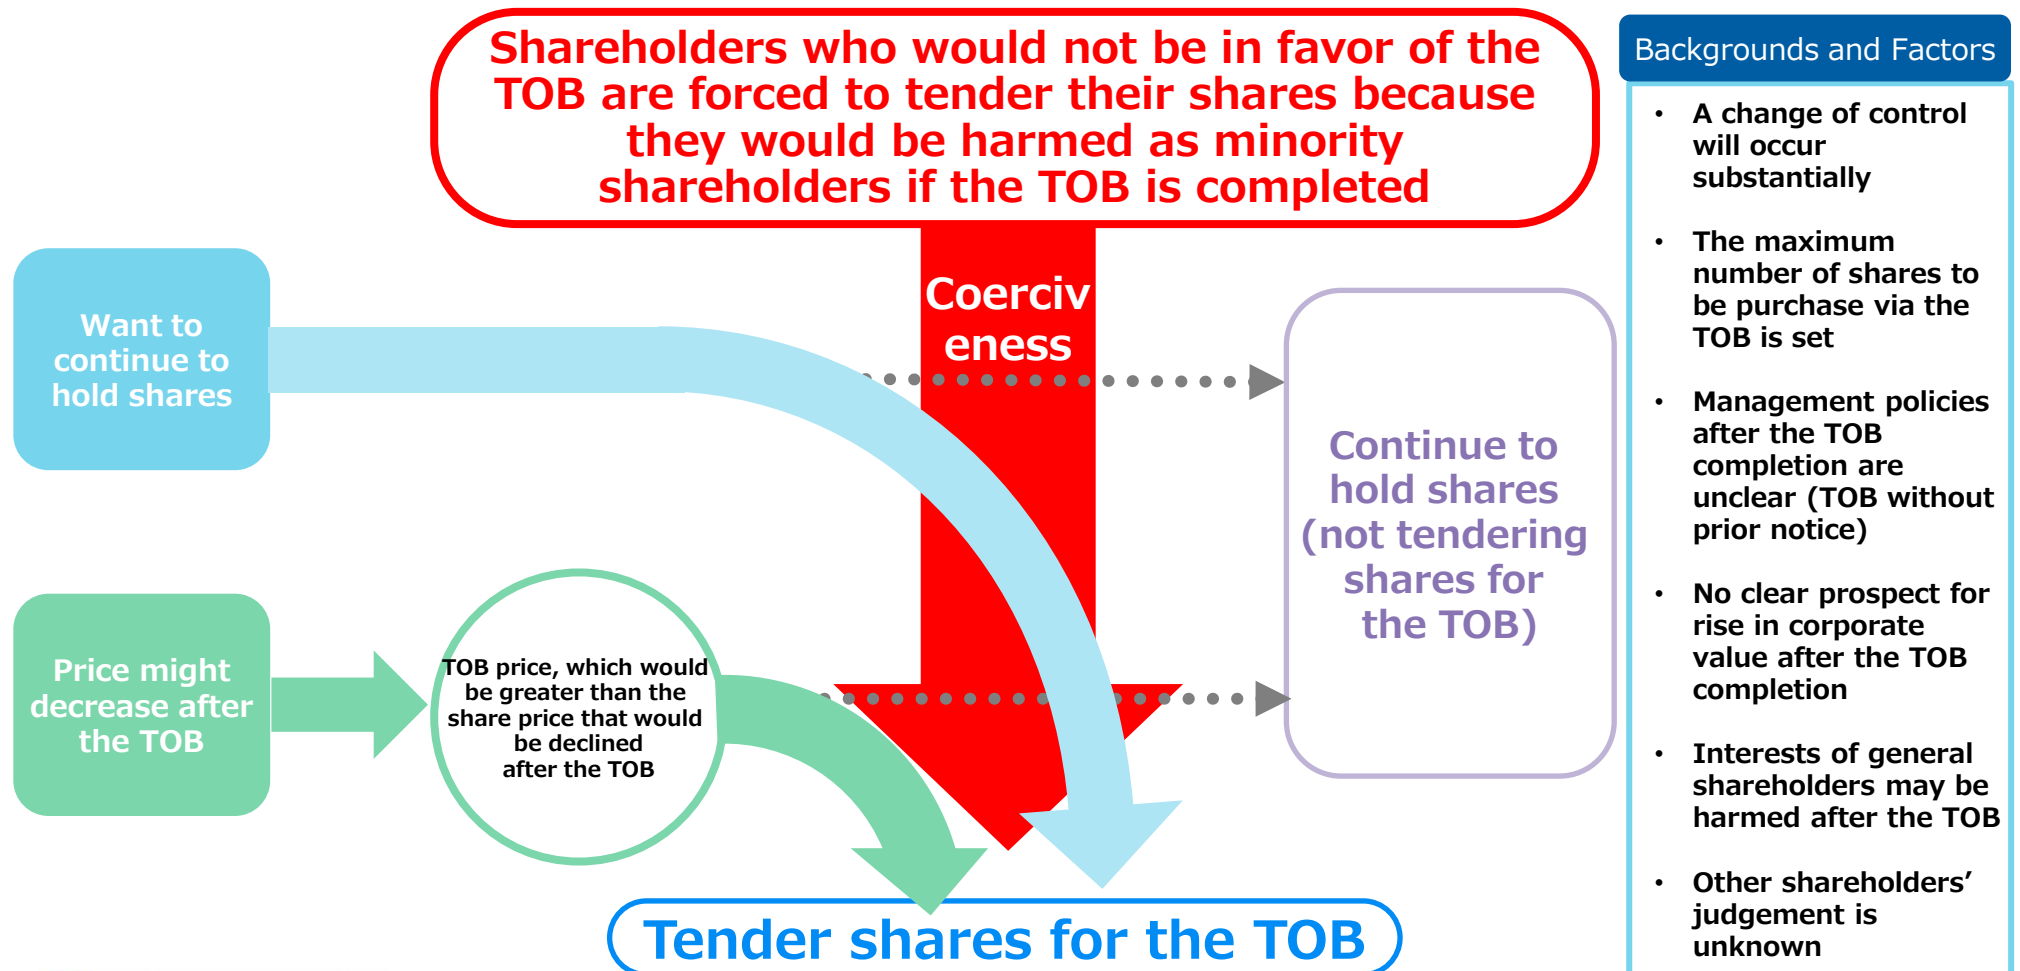 Shareholders who would not be in favor of the
TOB are forced to tender their shares because
they would be harmed as minority
shareholders if the TOB is completed
Coerciv
eness
Want to
continue to
hold shares
Price might
decrease after
the TOB
TOB price, which would
be greater than the
share price that would
be declined
after the TOB
Continue to
hold shares
(not tendering
shares for
the TOB)
Tender shares for the TOB
Backgrounds and Factors
• A change of control
will occur
substantially
• The maximum
number of shares to
be purchase via the
TOB is set
• Management policies
after the TOB
completion are
unclear (TOB without
prior notice)
• No clear prospect for
rise in corporate
value after the TOB
completion
• Interests of general
shareholders may be
harmed after the TOB
• Other shareholders’
judgement is
unknown